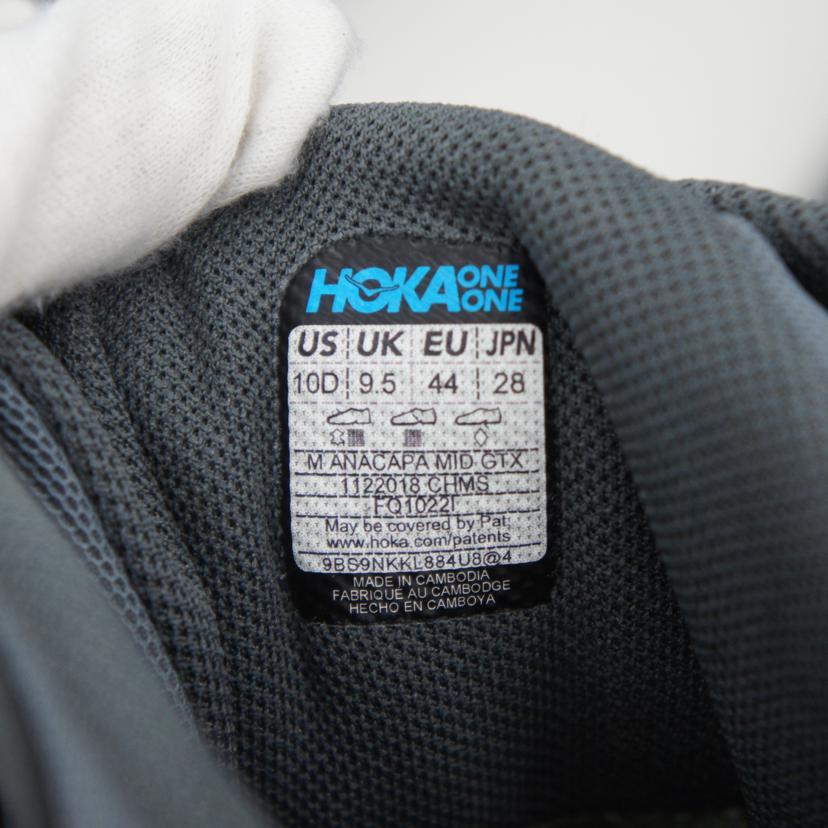 HOKA ONE ONE
US UK EU JPN
10D 9.5 44 28
M ANACAPA MID GTX
1122018 CHMS
FQ1022I
May be covered by Pat:
www.hoka.com/patents
9BS9NKKL884U8@4
MADE IN CAMBODIA
FABRIQUÉ AU CAMBODGE
HECHO EN CAMBOYA